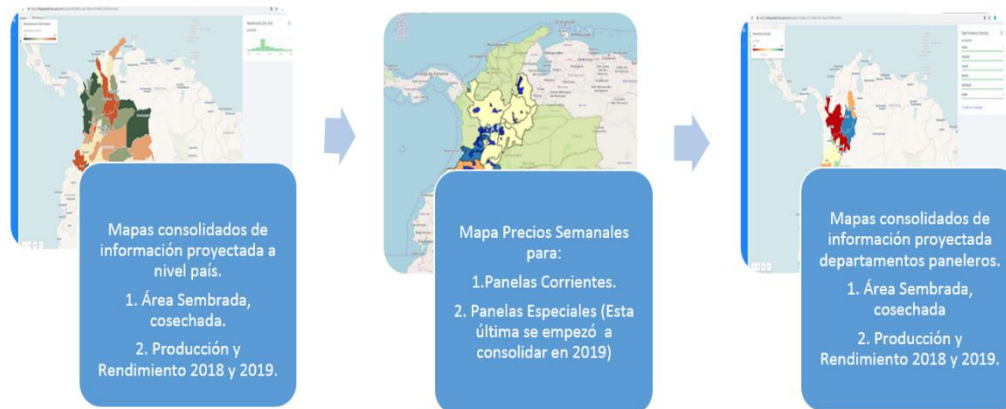 Mapas consolidados de
información proyectada a
nivel país.
1. Área Sembrada,
cosechada.
2. Producción y
Rendimiento 2018 y 2019.
Mapa Precios Semanales
para:
1.Panelas Corrientes.
2. Panelas Especiales (Esta
última se empezó a
consolidar en 2019)
Mapas consolidados de
información proyectada
departamentos paneleros.
1. Área Sembrada,
cosechada
2. Producción y
Rendimiento 2018 y 2019.